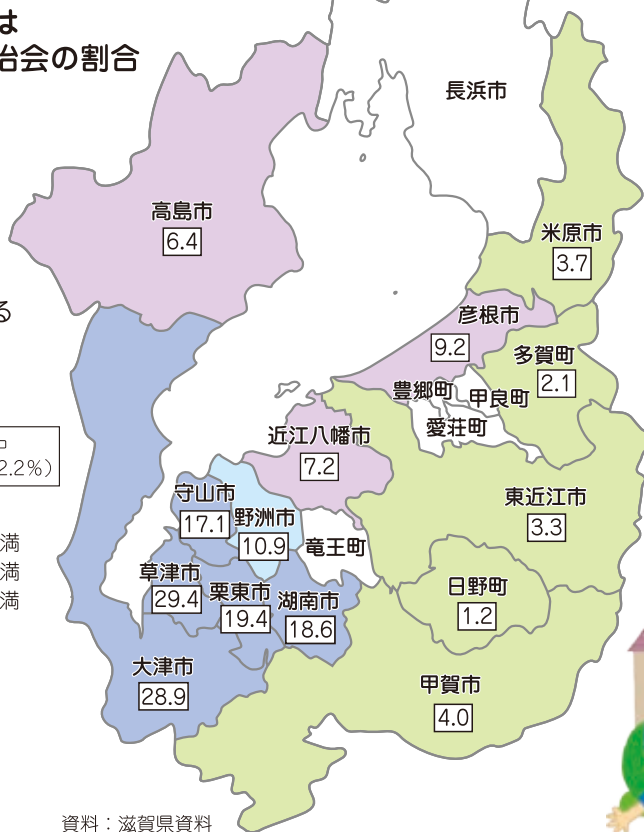 は
治会の割合
長浜市
高島市
6.4
米原市
3.7
る
彦根市
9.2
多賀町
2.1
豊郷町
甲良町
愛荘町
近江八幡市
7.2
2.2%）
守山市
17.1
野洲市
10.9
東近江市
3.3
竜王町
満
満
満
草津市
29.4
栗東市
19.4
湖南市
18.6
日野町
1.2
大津市
28.9
甲賀市
4.0
資料：滋賀県資料